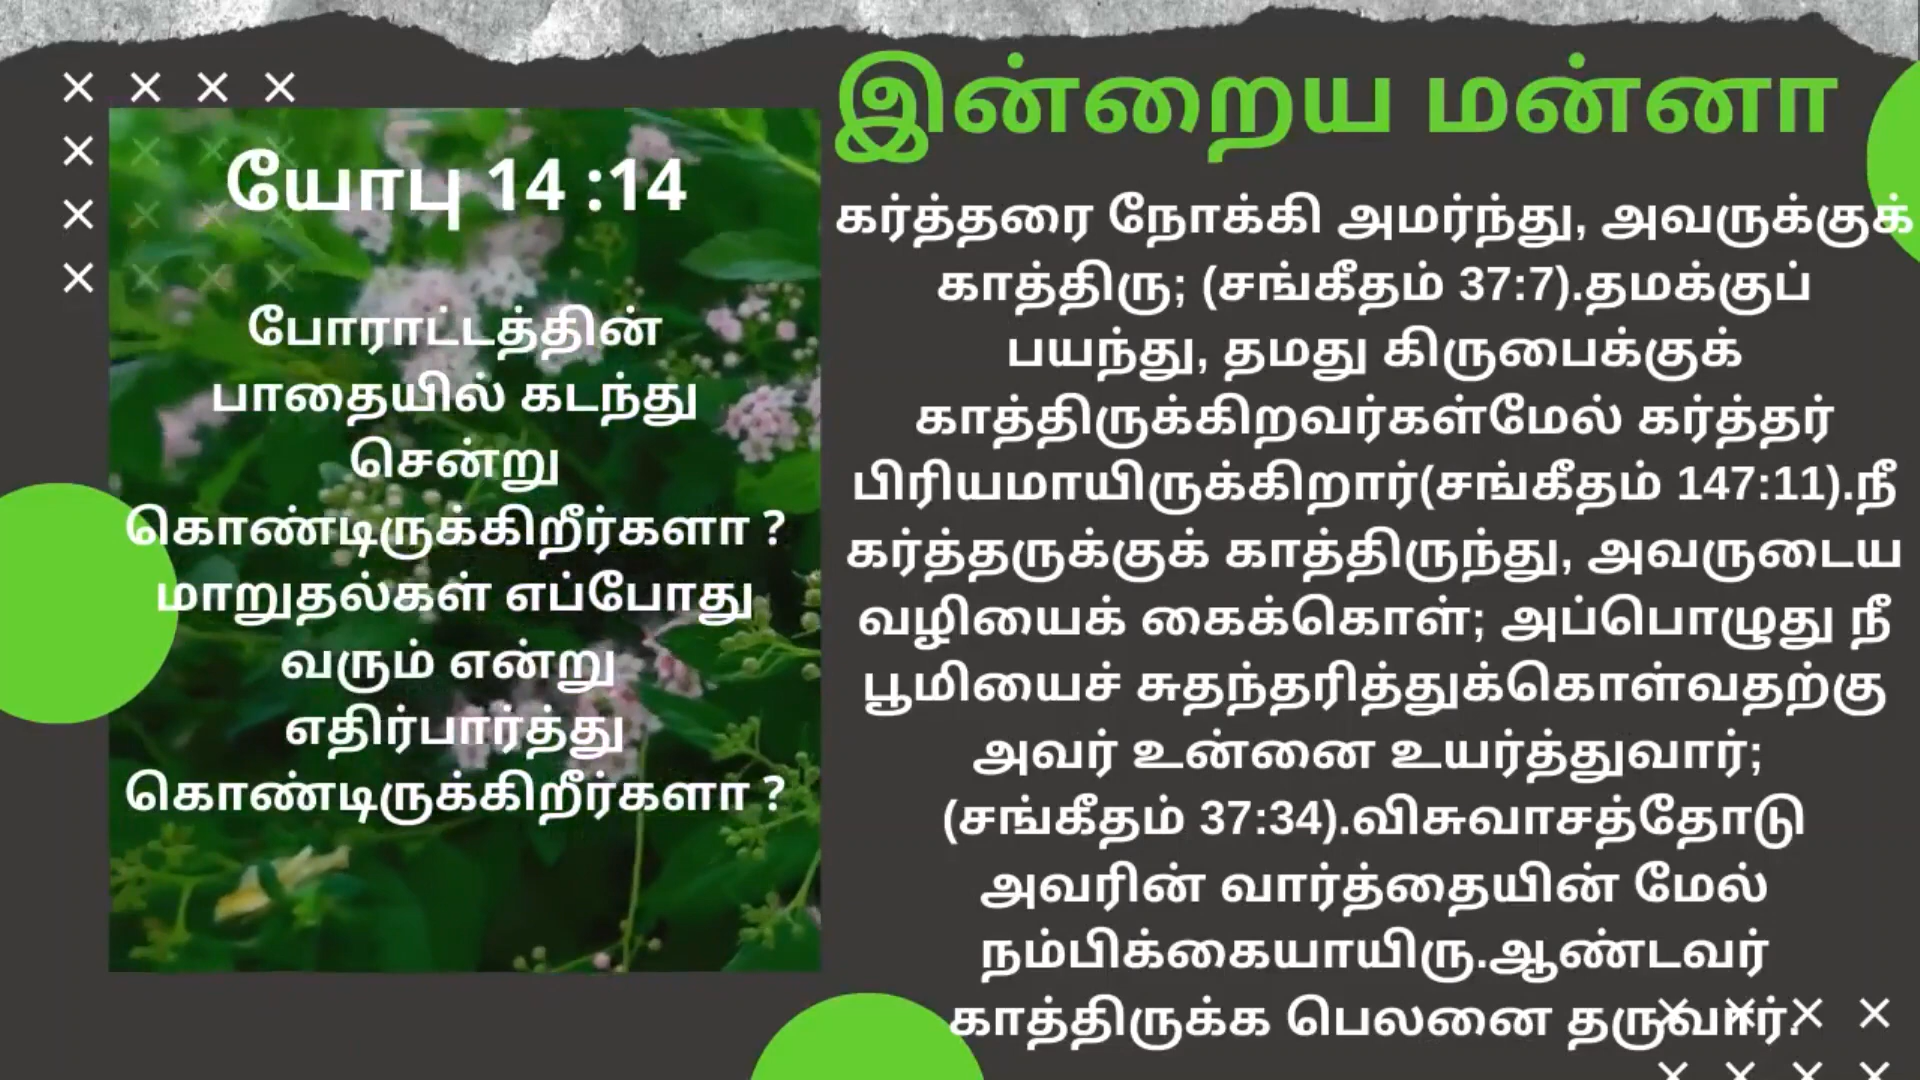 இன்றைய மன்னா
யோபு 14 :14
போராட்டத்தின்
பாதையில் கடந்து
சென்று
கொண்டிருக்கிறீர்களா ?
மாறுதல்கள் எப்போது
வரும் என்று
எதிர்பார்த்து
கொண்டிருக்கிறீர்களா ?
கர்த்தரை நோக்கி அமர்ந்து, அவருக்குக்
காத்திரு; (சங்கீதம் 37:7).தமக்குப்
பயந்து, தமது கிருபைக்குக்
காத்திருக்கிறவர்கள்மேல் கர்த்தர்
பிரியமாயிருக்கிறார்(சங்கீதம் 147:11).நீ
கர்த்தருக்குக் காத்திருந்து, அவருடைய
வழியைக் கைக்கொள்; அப்பொழுது நீ
பூமியைச் சுதந்தரித்துக்கொள்வதற்கு
அவர் உன்னை உயர்த்துவார்;
(சங்கீதம் 37:34).விசுவாசத்தோடு
அவரின் வார்த்தையின் மேல்
நம்பிக்கையாயிரு.ஆண்டவர்
காத்திருக்க பெலனை தருவார்.